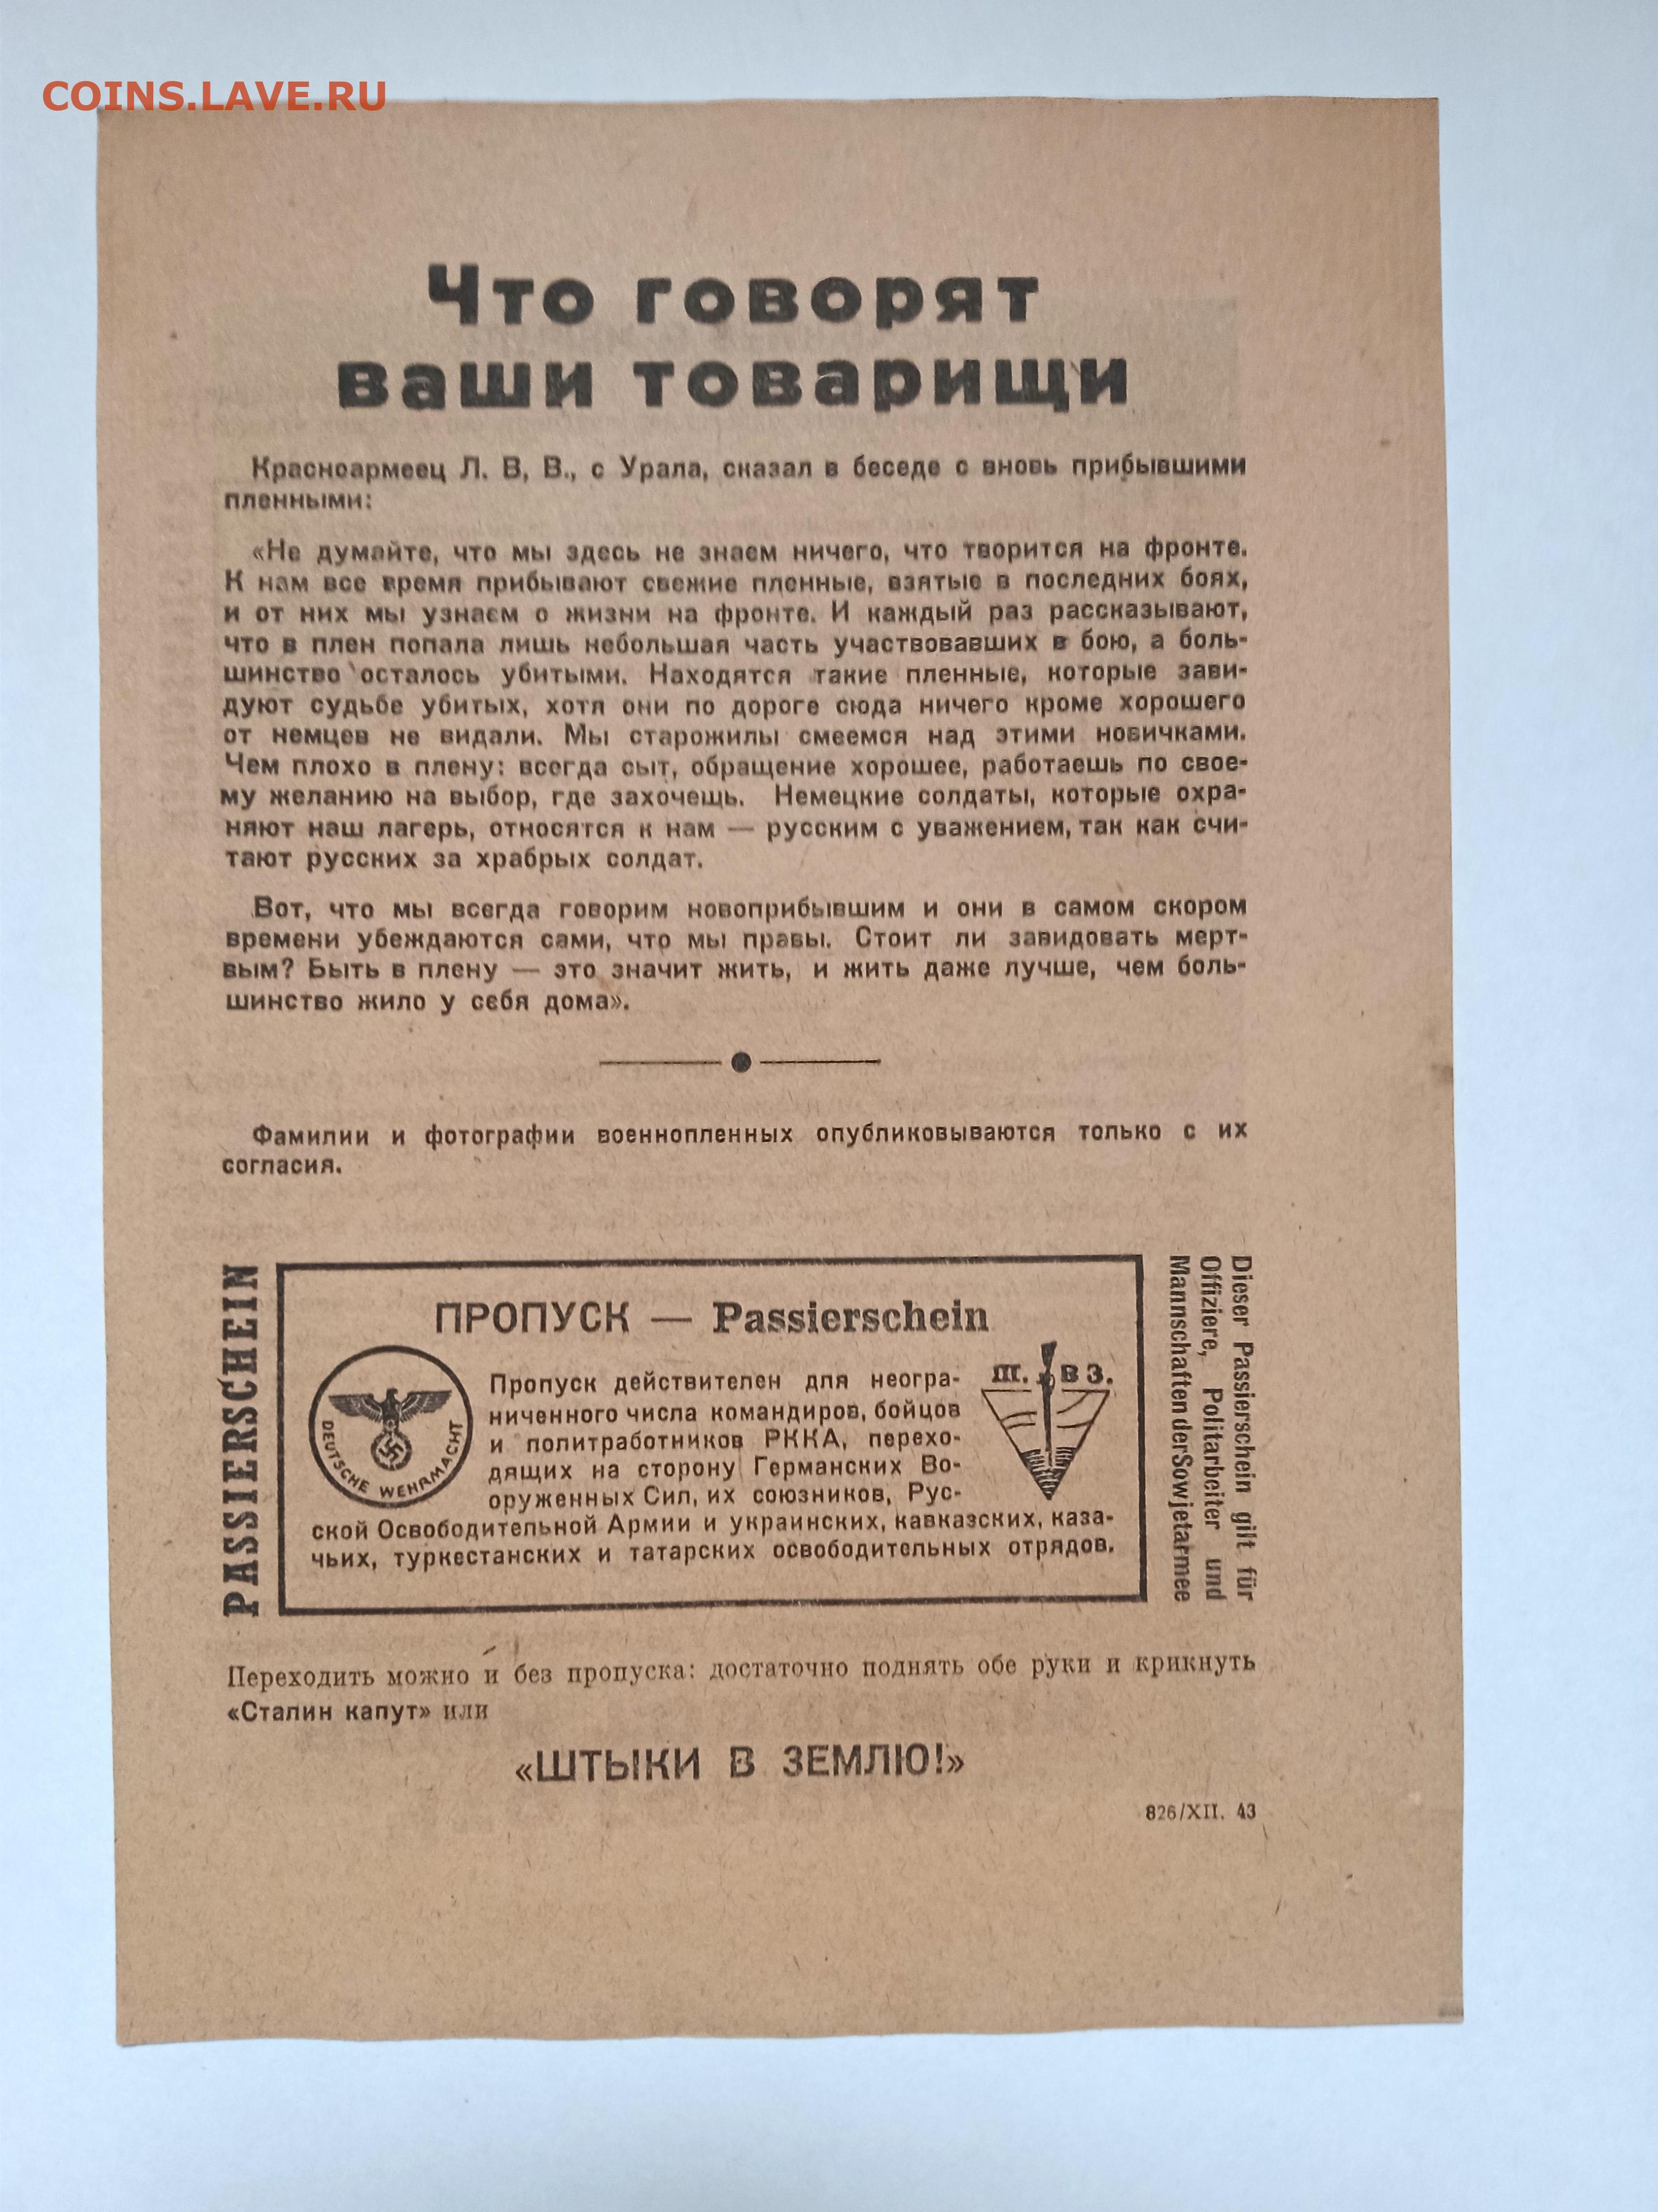 COINS.LAVE.RU
Что говорят
ваши товарищи
Красноармеец Л. В, В., с Урала, сказал в беседе с вновь прибывшими
пленными:
«Не думайте, что мы здесь не знаем ничего, что творится на фронте.
К нам все время прибывают свежие пленные, взятые в последних боях,
и от них мы узнаем о жизни на фронте. И каждый раз рассказывают,
что в плен попала лишь небольшая часть участвовавших в бою, а боль-
шинство осталось убитыми. Находятся такие пленные, которые зави-
дуют судьбе убитых, хотя они по дороге сюда ничего кроме хорошего
от немцев не видали. Мы старожилы смеемся над этими новичками.
Чем плохо в плену: всегда сыт, обращение хорошее, работаешь по свое-
му желанию на выбор, где захочещь. Немецкие солдаты, которые охра-
няют наш лагерь, относятся к нам — русским с уважением, так как счи-
тают русских за храбрых солдат.
Вот, что мы всегда говорим новоприбывшим и они в самом скором
времени убеждаются сами, что мы правы. Стоит ли завидовать мерт-
вым? Быть в плену — это значит жить, и жить даже лучше, чем боль-
шинство жило у себя дома».
Фамилии и фотографии военнопленных опубликовываются только с их
согласия.
PASSIERSCHEIN
ПРОПУСК — Passierschein
DEUTSCHE WEHRMACHT
Пропуск действителен для неогра-
ниченного числа командиров, бойцов
и политработников РККА, перехо-
дящих на сторону Германских Во-
оруженных Сил, их союзников, Рус-
ской Освободительной Армии и украинских, кавказских, каза-
чьих, туркестанских и татарских освободительных отрядов.
Ш. В З.
Dieser Passierschein gilt für
Offiziere, Politarbeiter und
Mannschaften der Sowjetarmee
Переходить можно и без пропуска: достаточно поднять обе руки и крикнуть
«Сталин капут» или
«ШТЫКИ В ЗЕМЛЮ!»
826/XII. 43